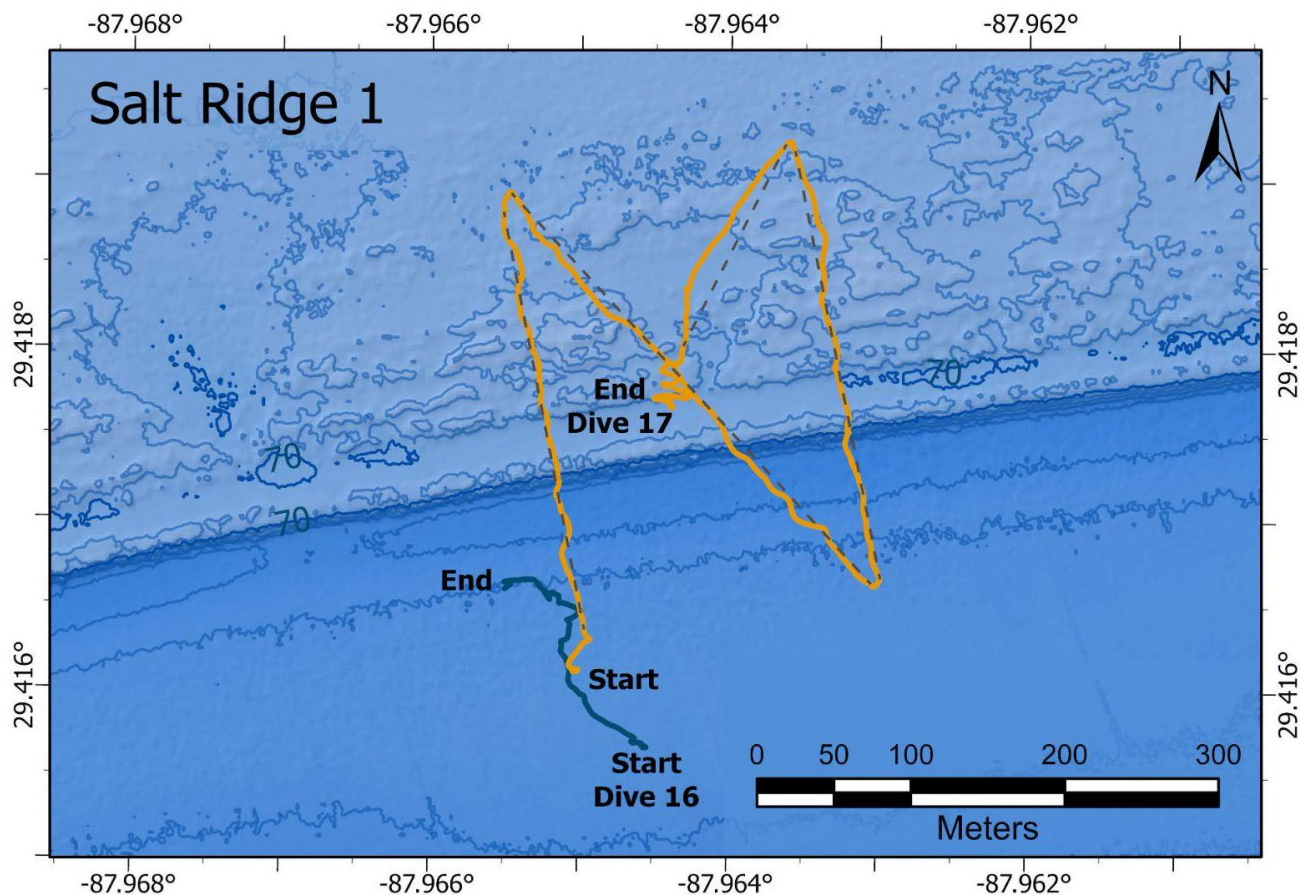 -87.968°
-87.966°
-87.964°
-87.962°
Salt Ridge 1
N
29.418°
29.418°
70
End
Dive 17
70
70
End
Start
29.416°
29.416°
Start
Dive 16
0 50 100 200 300
Meters
-87.968°
-87.966°
-87.964°
-87.962°